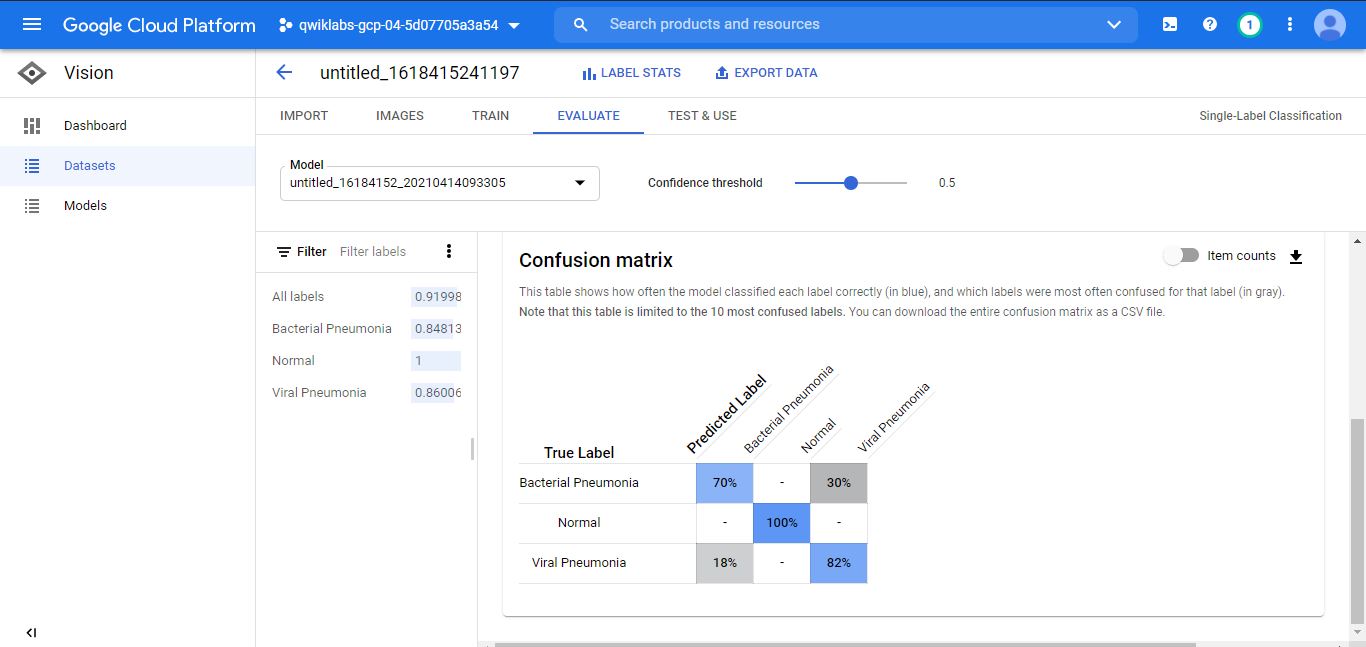 Google Cloud Platform
qwiklabs-gcp-04-5d07705a3a54
Search products and resources
1
Vision
untitled_1618415241197
LABEL STATS
EXPORT DATA
Dashboard
Datasets
Models
IMPORT
IMAGES
TRAIN
EVALUATE
TEST & USE
Single-Label Classification
Model
untitled_16184152_20210414093305
Confidence threshold
0.5
Filter
Filter labels
All labels 0.91998
Bacterial Pneumonia 0.84813
Normal 1
Viral Pneumonia 0.86006
Confusion matrix
Item counts
This table shows how often the model classified each label correctly (in blue), and which labels were most often confused for that label (in gray).
Note that this table is limited to the 10 most confused labels. You can download the entire confusion matrix as a CSV file.
Predicted Label
Bacterial Pneumonia
Normal
Viral Pneumonia
True Label
Bacterial Pneumonia 70% - 30%
Normal - 100% -
Viral Pneumonia 18% - 82%